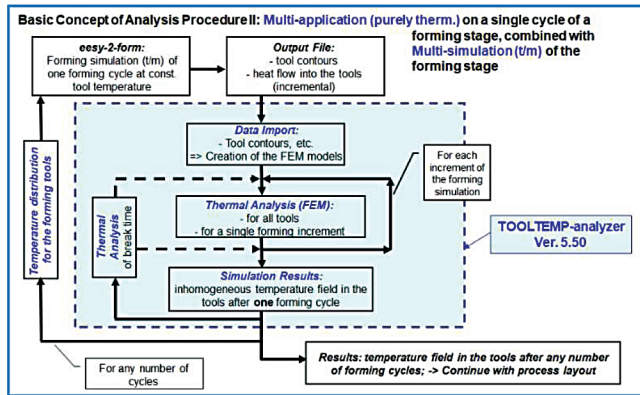 Basic Concept of Analysis Procedure II: Multi-application (purely therm.) on a single cycle of a
forming stage, combined with
Multi-simulation (t/m) of the
forming stage
eesy-2-form:
Forming simulation (t/m) of
one forming cycle at const.
tool temperature
Output File:
- tool contours
- heat flow into the tools
(incremental)
Data Import:
- Tool contours, etc.
=> Creation of the FEM models
For each
increment of
the forming
simulation
Temperature distribution
for the forming tools
Thermal
Analysis
of break time
Thermal Analysis (FEM):
- for all tools
- for a single forming increment
TOOLTEMP-analyzer
Ver. 5.50
Simulation Results:
inhomogeneous temperature field in the
tools after one forming cycle
For any number of
cycles
Results: temperature field in the tools after any number
of forming cycles; -> Continue with process layout